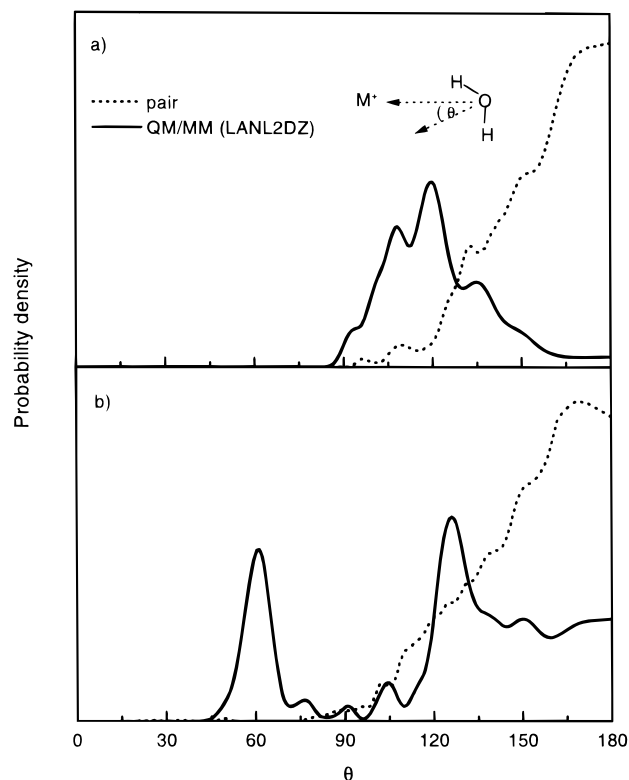 a)
pair
QM/MM (LANL2DZ)
H
M⁺
O
(θ
H
Probability density
b)
0
30
60
90
120
150
180
θ